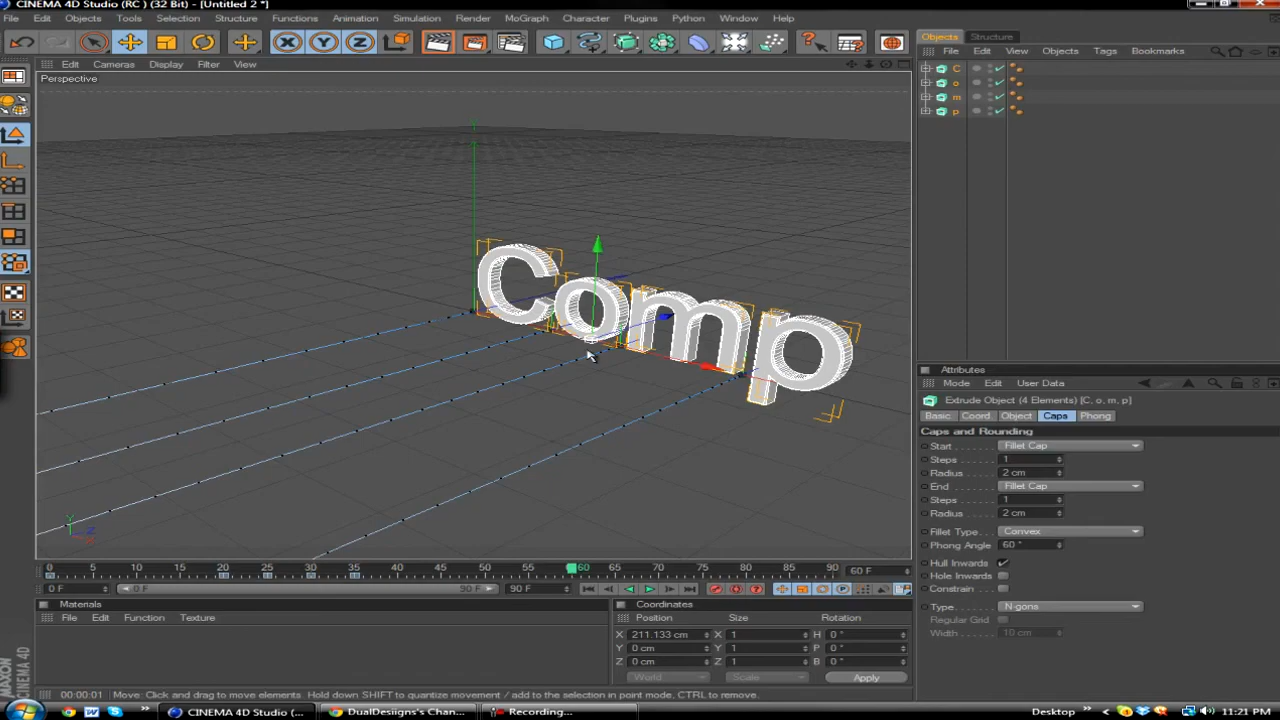 CINEMA 4D Studio (RC) (32 Bit) - [Untitled 2 *]
File Edit Objects Tools Selection Structure Functions Animation Simulation Render MoGraph Character Plugins Python Window Help
Objects Structure
File Edit View Objects Tags Bookmarks
Edit Cameras Display Filter View
Perspective
C
o
m
p
Comp
Y
Z
Attributes
Mode Edit User Data
Extrude Object (4 Elements) [C, o, m, p]
Basic Coord. Object Caps Phong
Caps and Rounding
Start Fillet Cap
Steps 1
Radius 2 cm
End Fillet Cap
Steps 1
Radius 2 cm
Fillet Type Convex
Phong Angle 60 °
Hull Inwards
Hole Inwards
Constrain
Type N-gons
Regular Grid
Width 10 cm
0 5 10 15 20 25 30 35 40 45 50 55 60 65 70 75 80 85 90 60 F
0 F 0 F 90 F 90 F
Materials
File Edit Function Texture
Coordinates
Position Size Rotation
X 211.133 cm X 1 H 0 °
Y 0 cm Y 1 P 0 °
Z 0 cm Z 1 B 0 °
World Scale Apply
MAXON CINEMA 4D
00:00:01 Move: Click and drag to move elements. Hold down SHIFT to quantize movement / add to the selection in point mode, CTRL to remove.
CINEMA 4D Studio (... DualDesiigns's Chan... Recording... Desktop 11:21 PM